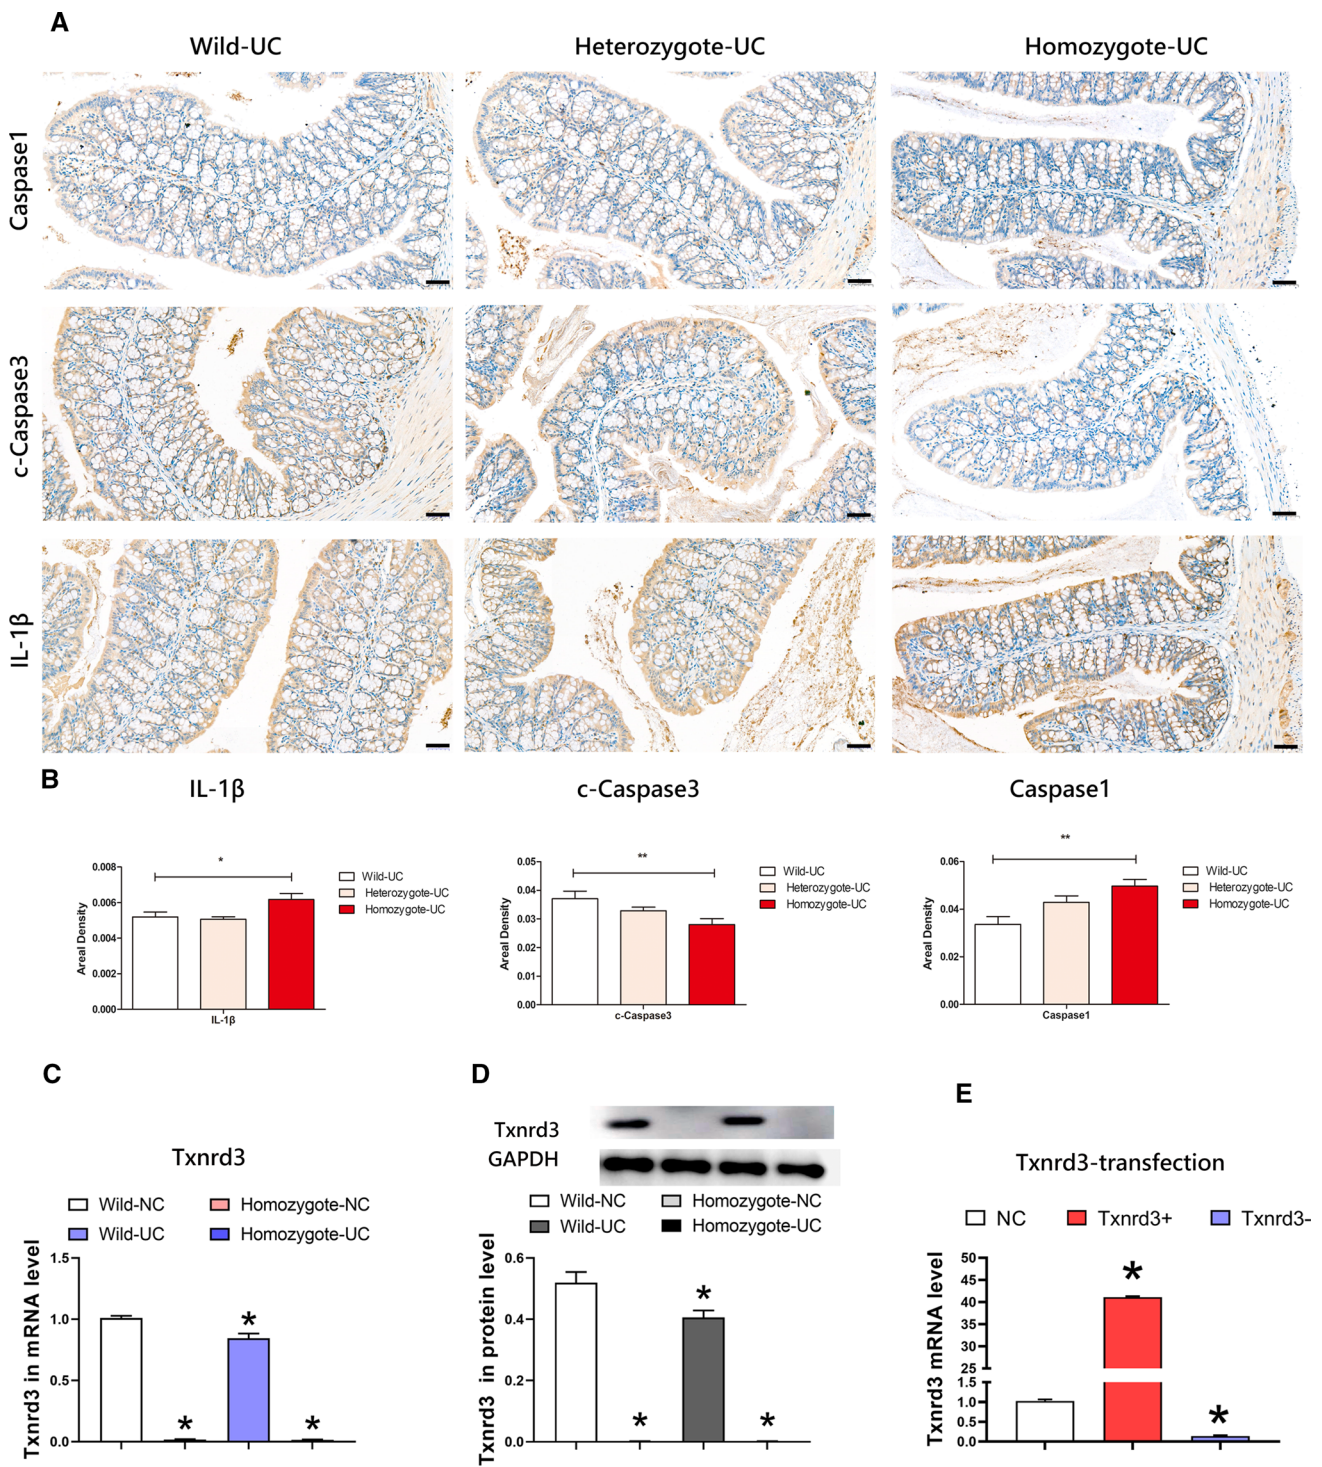 A
Wild-UC Heterozygote-UC Homozygote-UC
Caspase1
c-Caspase3
IL-1β
B
IL-1β c-Caspase3 Caspase1
*
0.008
0.006
0.004
0.002
0.000
Areal Density
IL-1β
Wild-UC
Heterozygote-UC
Homozygote-UC
**
0.05
0.04
0.03
0.02
0.01
0.00
Areal Density
c-Caspase3
Wild-UC
Heterozygote-UC
Homozygote-UC
**
0.06
0.04
0.02
0.00
Areal Density
Caspase1
Wild-UC
Heterozygote-UC
Homozygote-UC
C
Txnrd3
Wild-NC Homozygote-NC
Wild-UC Homozygote-UC
Txnrd3 in mRNA level
1.5
1.0
0.5
0.0
* * *
D
Txnrd3
GAPDH
Wild-NC Homozygote-NC
Wild-UC Homozygote-UC
Txnrd3 in protein level
0.6
0.4
0.2
0.0
* * *
E
Txnrd3-transfection
NC Txnrd3+ Txnrd3-
Txnrd3 mRNA level
50
45
40
35
30
25
1.5
1.0
0.5
0.0
* *